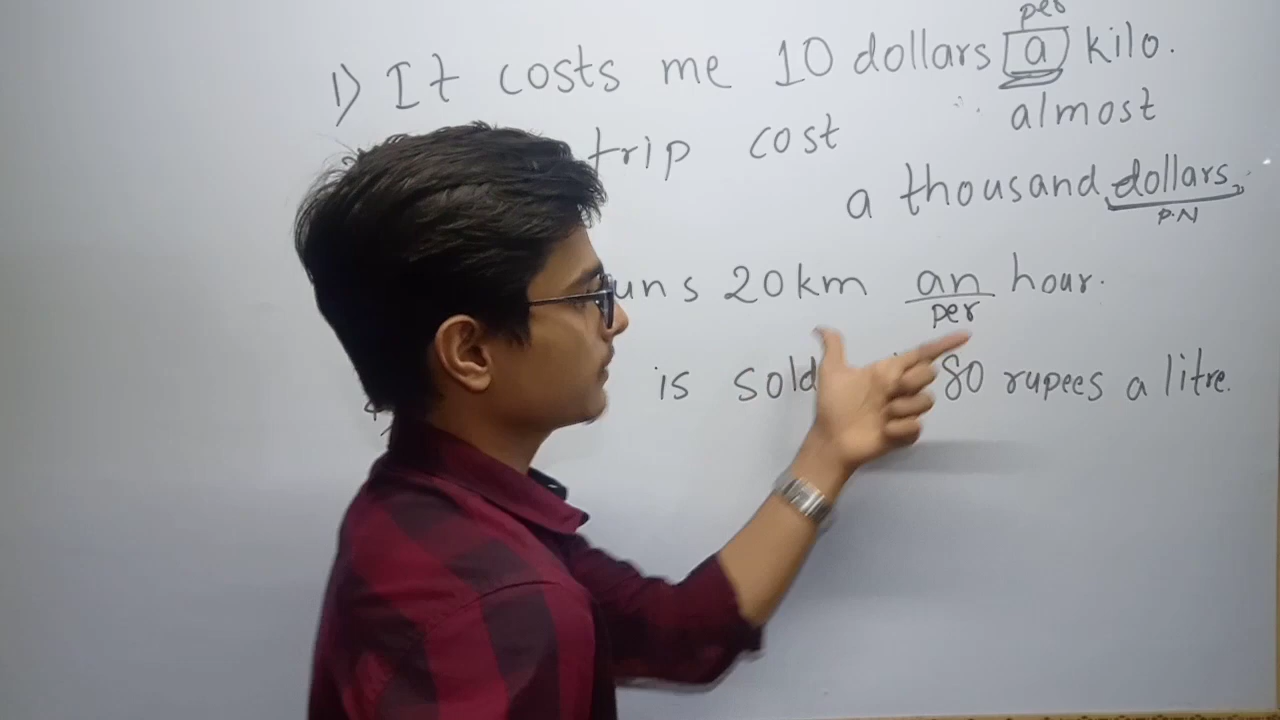 per
1) It costs me 10 dollars a kilo.
trip cost almost
a thousand dollars.
P.N
uns 20km an hour.
per
is sold 80 rupees a litre.